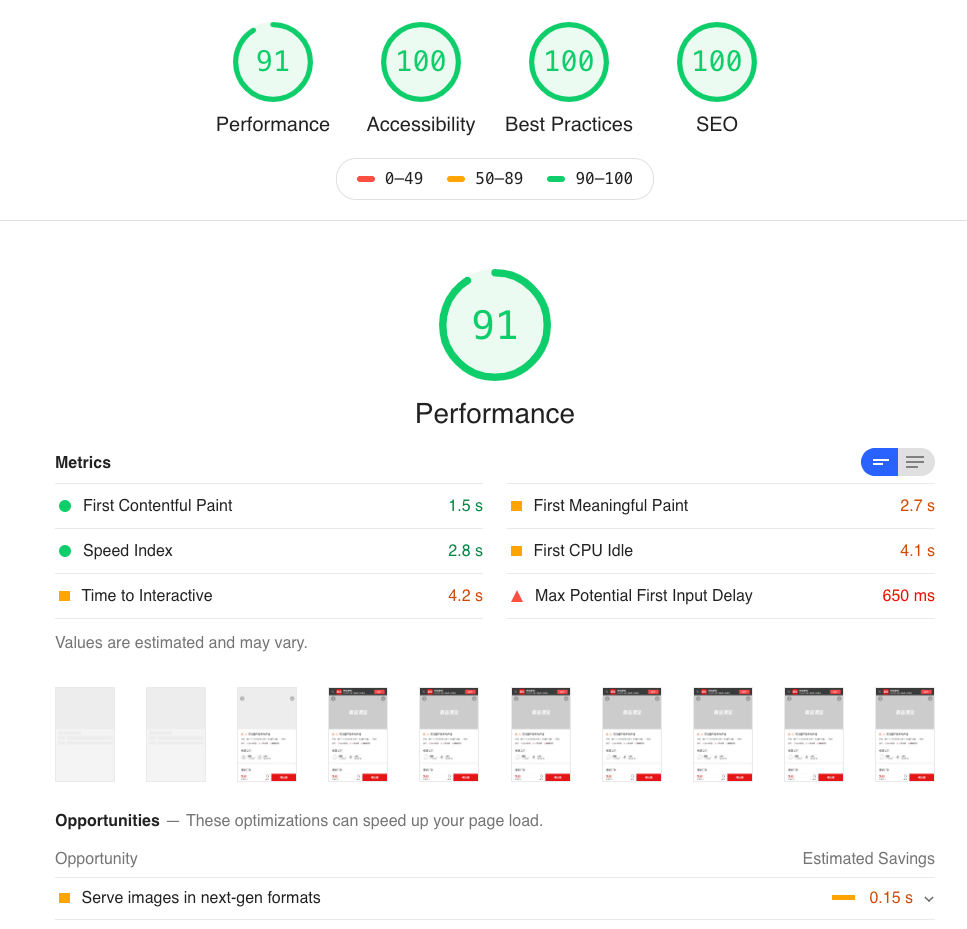 91 100 100 100
Performance Accessibility Best Practices SEO
0–49 50–89 90–100
91
Performance
Metrics
First Contentful Paint 1.5 s
First Meaningful Paint 2.7 s
Speed Index 2.8 s
First CPU Idle 4.1 s
Time to Interactive 4.2 s
Max Potential First Input Delay 650 ms
Values are estimated and may vary.
Opportunities — These optimizations can speed up your page load.
Opportunity Estimated Savings
Serve images in next-gen formats 0.15 s